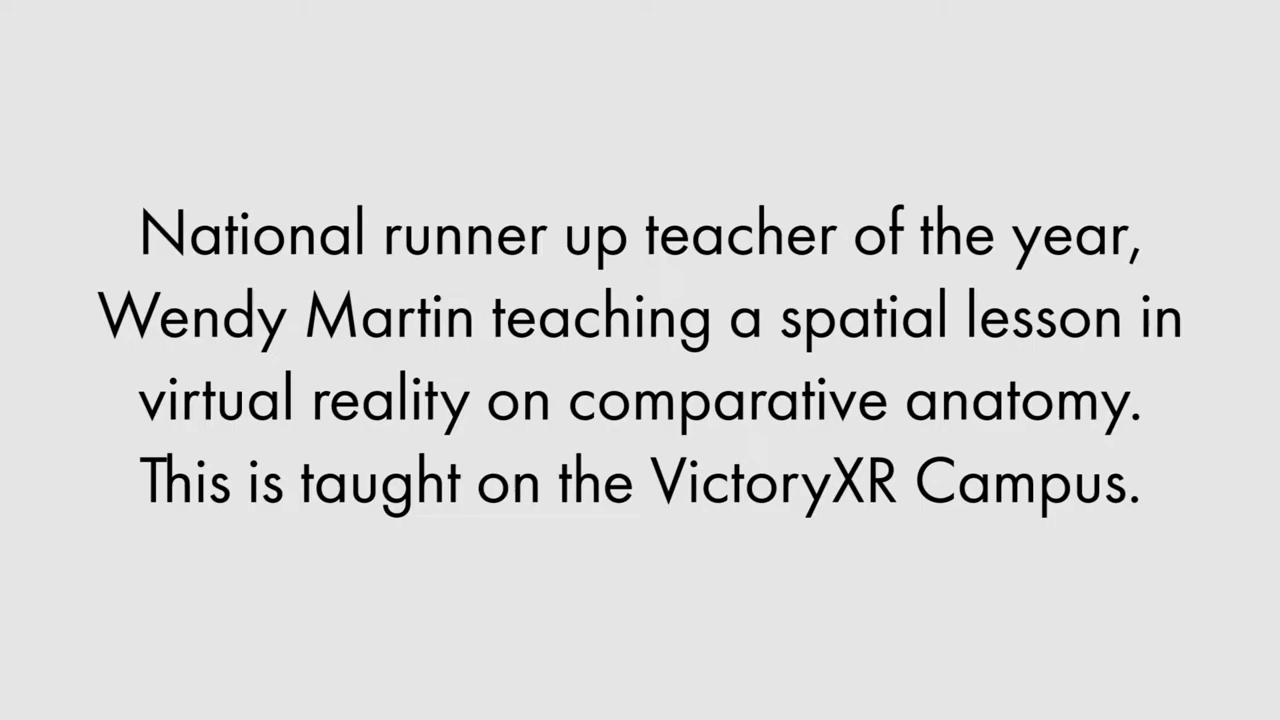 National runner up teacher of the year,
Wendy Martin teaching a spatial lesson in
virtual reality on comparative anatomy.
This is taught on the VictoryXR Campus.